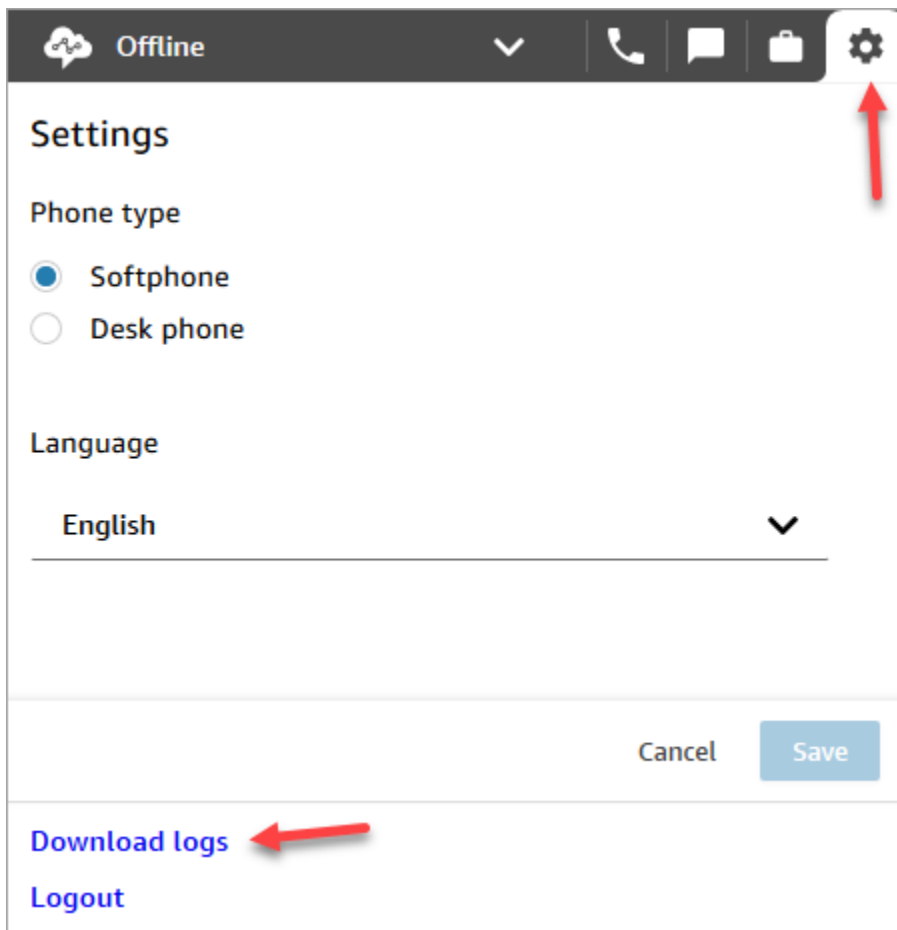 Offline
Settings
Phone type
Softphone
Desk phone
Language
English
Cancel Save
Download logs
Logout